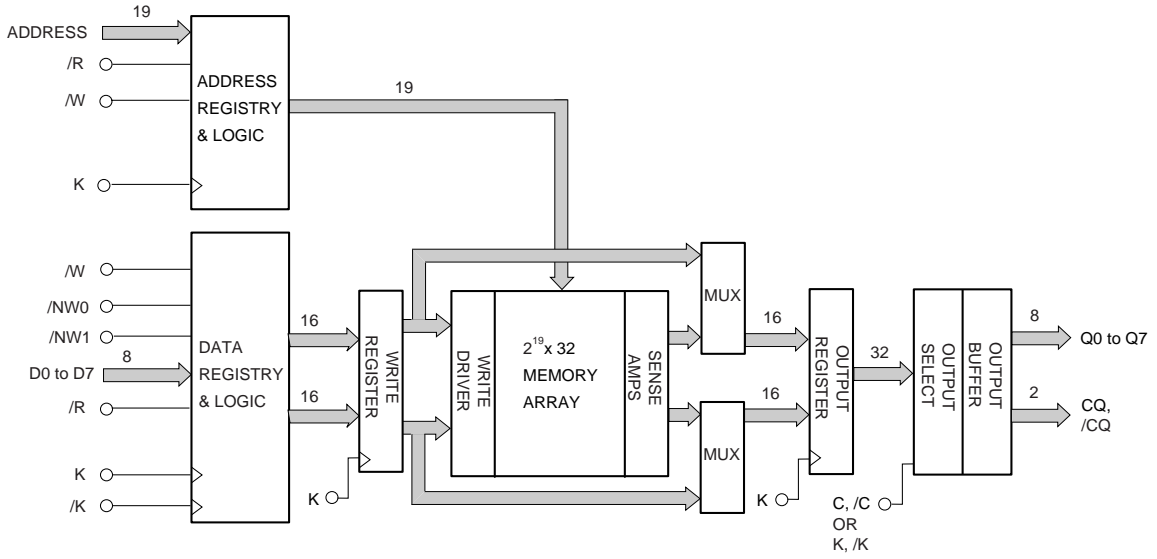 19
ADDRESS
/R
/W
K
ADDRESS
REGISTRY
& LOGIC
19
/W
/NW0
/NW1
8
D0 to D7
/R
K
/K
DATA
REGISTRY
& LOGIC
16
16
WRITE
REGISTER
K
WRITE
DRIVER
2¹⁹x 32
MEMORY
ARRAY
SENSE
AMPS
MUX
MUX
16
16
OUTPUT
REGISTER
K
32
OUTPUT
SELECT
OUTPUT
BUFFER
C, /C
OR
K, /K
8
Q0 to Q7
2
CQ,
/CQ